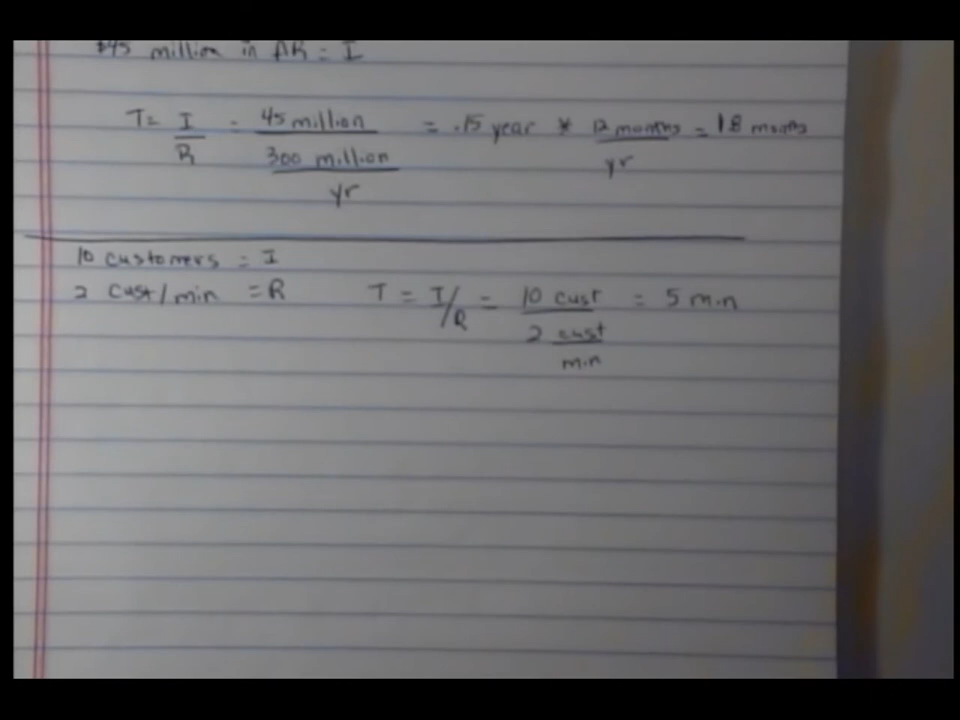 $45 million in AR = I
T = I/R = 45 million / 300 million/yr = .15 year * 12 months/yr = 1.8 months
10 customers = I
2 cust/min = R
T = I/R = 10 cust / 2 cust/min = 5 min